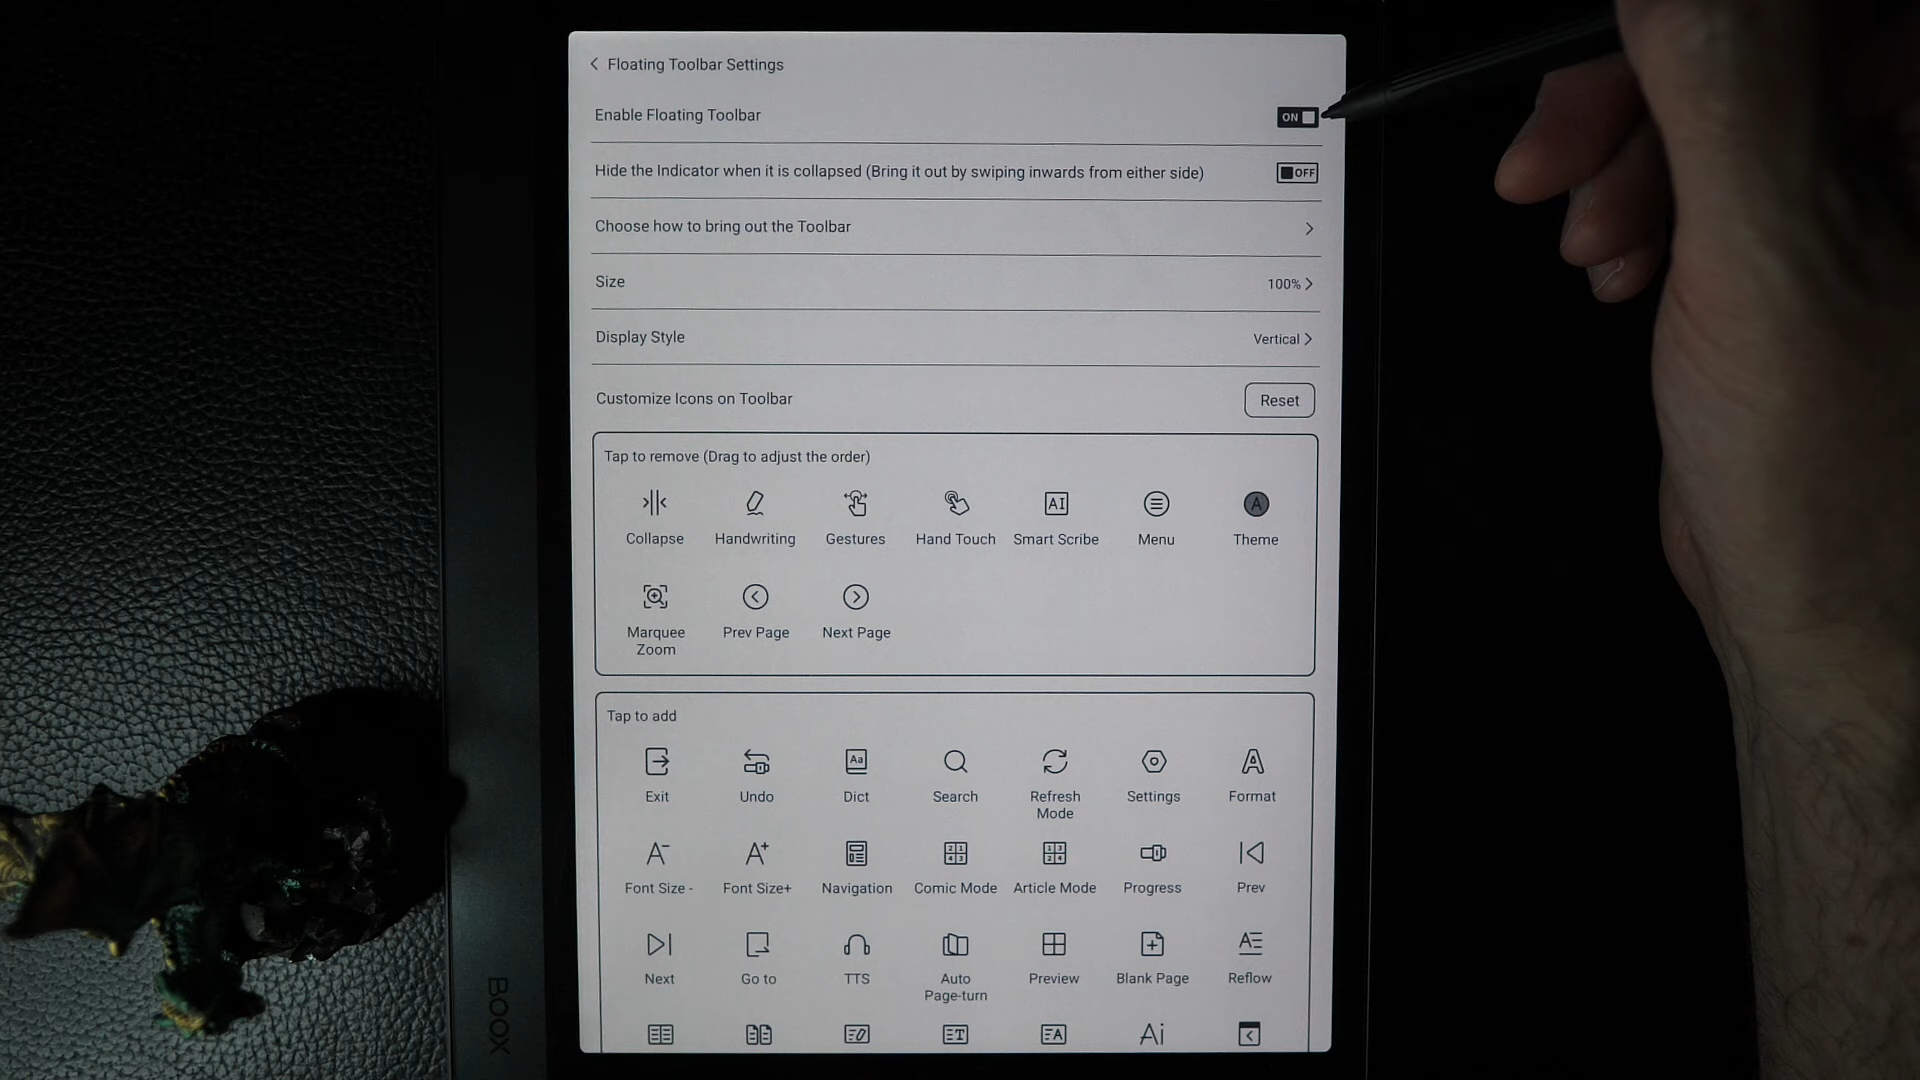 Floating Toolbar Settings
Enable Floating Toolbar
ON
Hide the Indicator when it is collapsed (Bring it out by swiping inwards from either side)
OFF
Choose how to bring out the Toolbar
Size
100%
Display Style
Vertical
Customize Icons on Toolbar
Reset
Tap to remove (Drag to adjust the order)
AI
A
Collapse Handwriting Gestures Hand Touch Smart Scribe Menu Theme
Marquee Zoom
Prev Page
Next Page
Tap to add
Aa
Exit Undo Dict Search Refresh Mode Settings Format
A- A+
Font Size - Font Size+ Navigation Comic Mode Article Mode Progress Prev
Next Go to TTS Auto Page-turn Preview Blank Page Reflow
T A Ai
BOOX